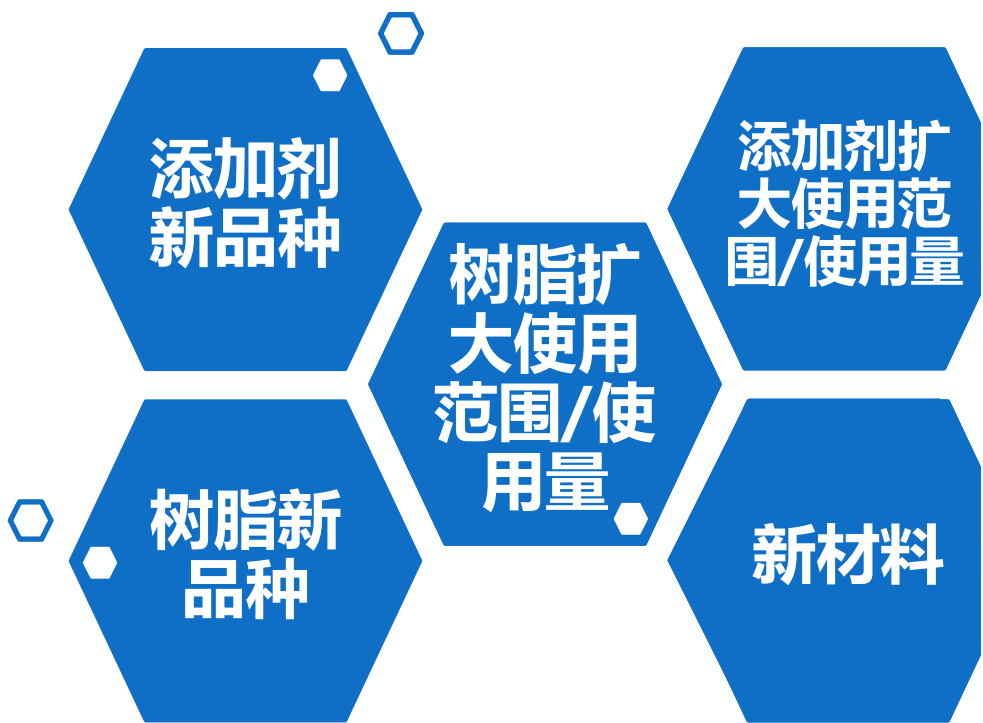 添加剂
新品种
添加剂扩
大使用范
围/使用量
树脂扩
大使用
范围/使
用量
树脂新
品种
新材料